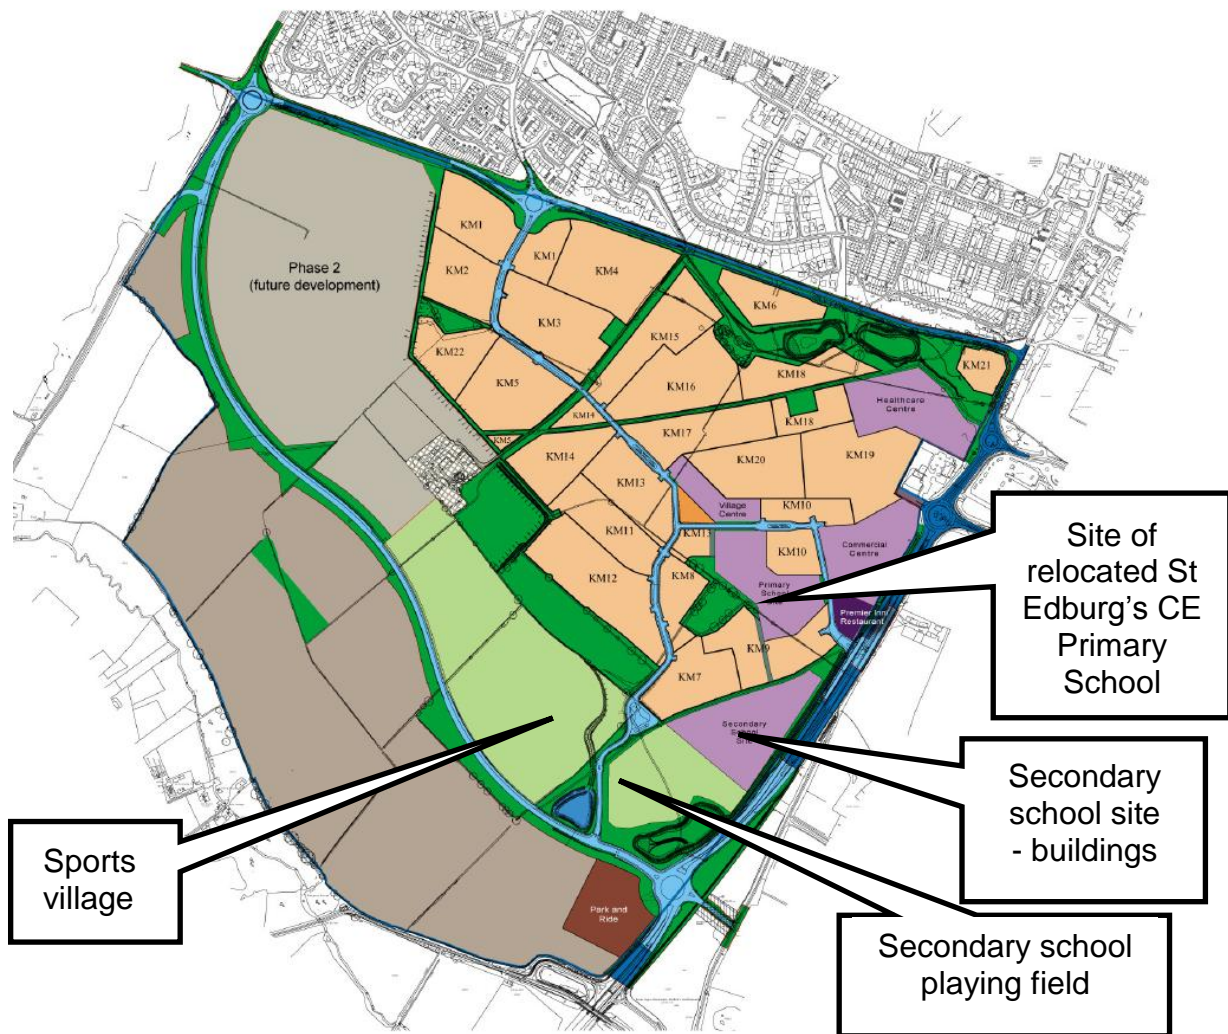 KM1
KM1
KM4
Phase 2
(future development)
KM2
KM6
KM3
KM15
KM22
KM5
KM16
KM18
KM21
Healthcare
Centre
KM14
KM17
KM18
KM5
KM14
KM20
KM19
KM13
Village
Centre
KM10
KM11
KM13
Commercial
Centre
KM10
KM12
KM8
Primary
School
Premier Inn/
Restaurant
KM9
KM7
Secondary
School
Site
Park and
Ride
Site of
relocated St
Edburg's CE
Primary
School
Secondary
school site
- buildings
Sports
village
Secondary school
playing field